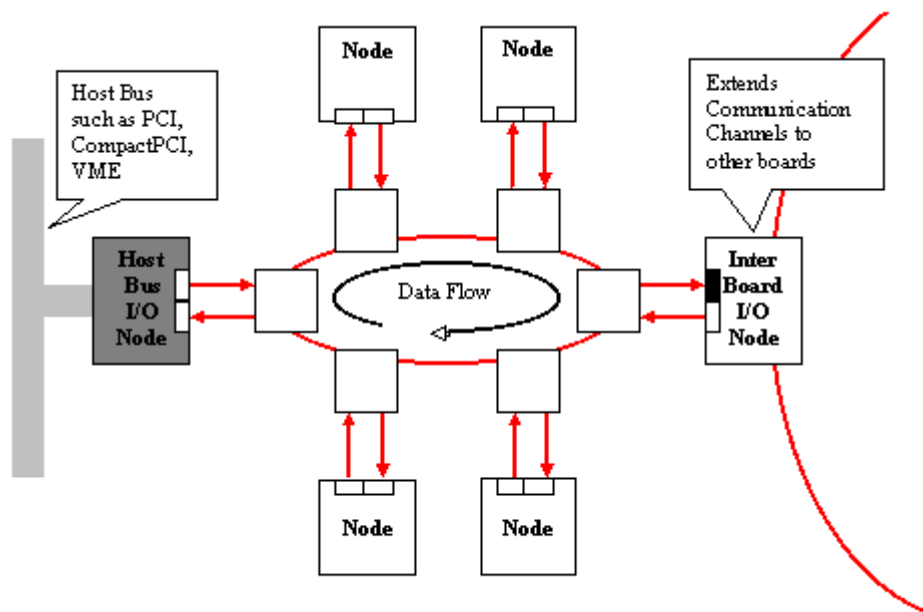 Node
Node
Host Bus
such as PCI,
CompactPCI,
VME
Extends
Communication
Channels to
other boards
Host
Bus
I/O
Node
Data Flow
Inter
Board
I/O
Node
Node
Node